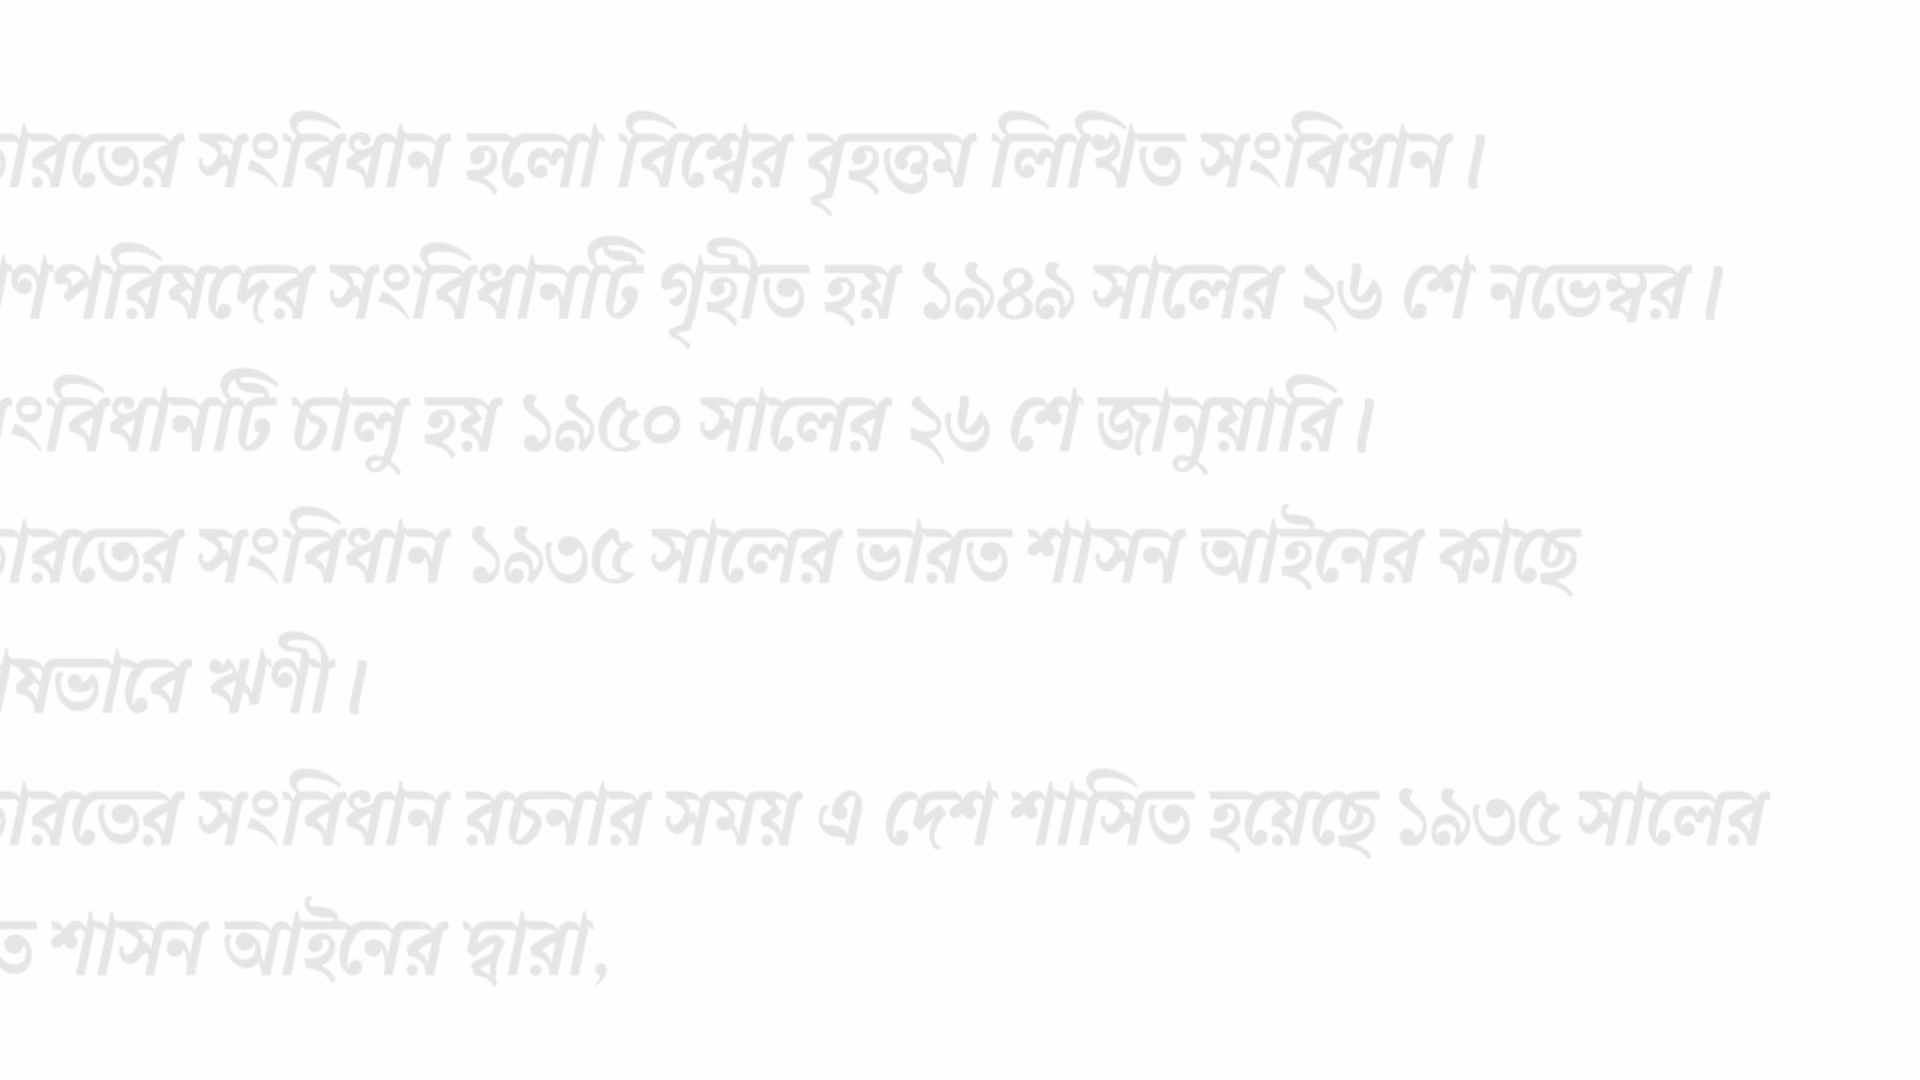 ভারতের সংবিধান হলো বিশ্বের বৃহত্তম লিখিত সংবিধান।
গণপরিষদের সংবিধানটি গৃহীত হয় ১৯৪৯ সালের ২৬ শে নভেম্বর।
সংবিধানটি চালু হয় ১৯৫০ সালের ২৬ শে জানুয়ারি।
ভারতের সংবিধান ১৯৩৫ সালের ভারত শাসন আইনের কাছে
ষভাবে ঋণী।
ভারতের সংবিধান রচনার সময় এ দেশ শাসিত হয়েছে ১৯৩৫ সালের
ত শাসন আইনের দ্বারা,